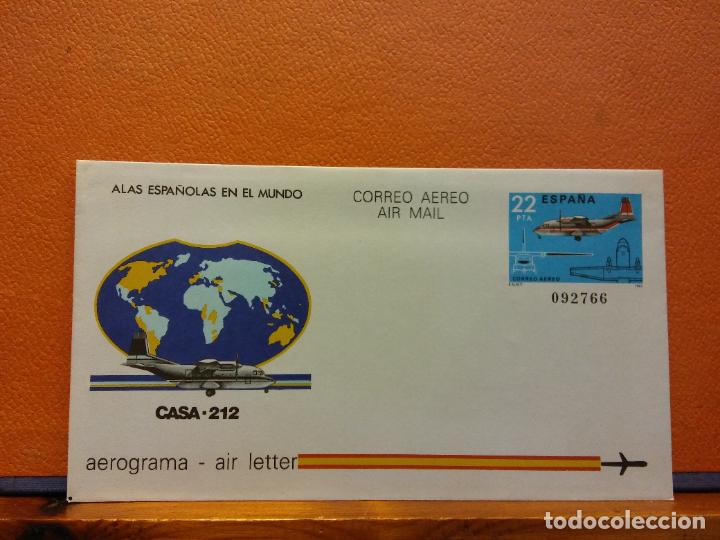 ALAS ESPAÑOLAS EN EL MUNDO
CORREO AEREO
AIR MAIL
22
PTA
ESPAÑA
CORREO AEREO
092766
CASA·212
aerograma - air letter
todocoleccion